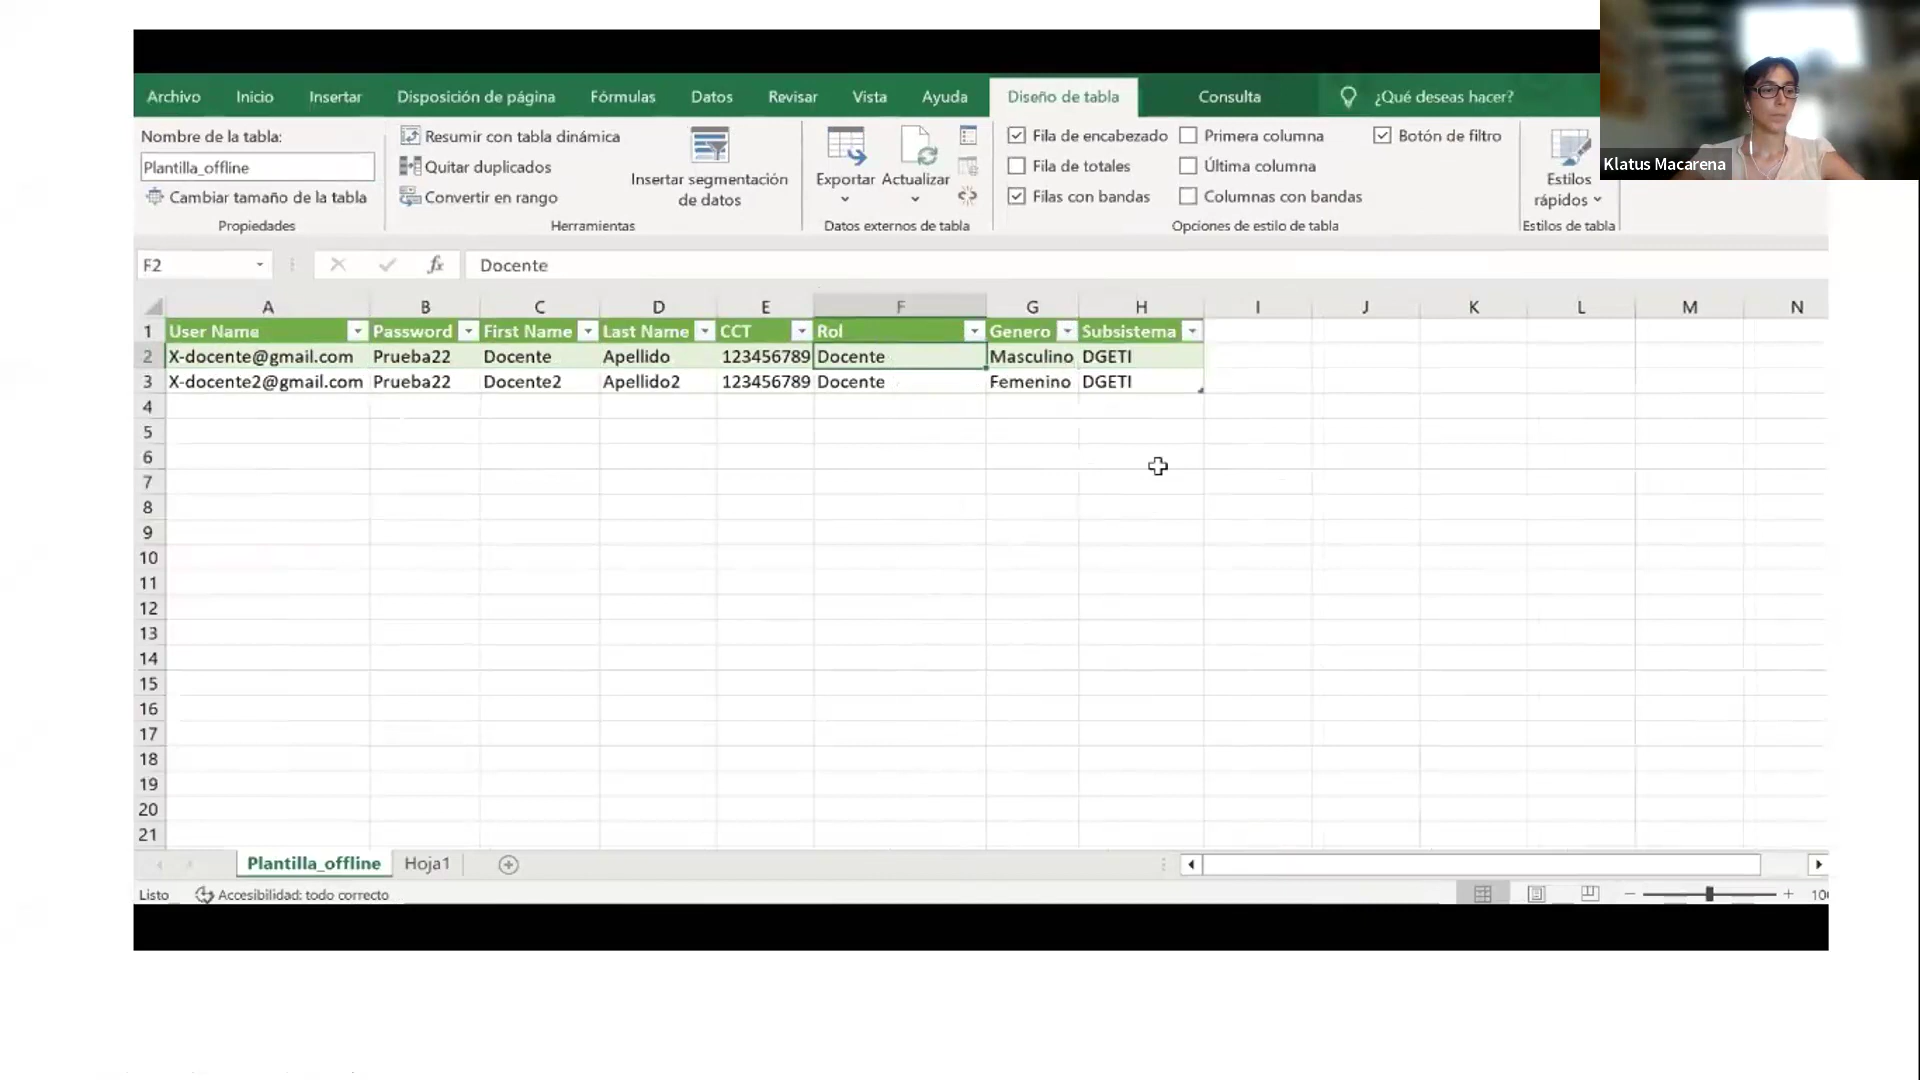 Archivo Inicio Insertar Disposición de página Fórmulas Datos Revisar Vista Ayuda Diseño de tabla Consulta ¿Qué deseas hacer?
Nombre de la tabla:
Plantilla_offline
Cambiar tamaño de la tabla
Propiedades
Resumir con tabla dinámica
Quitar duplicados
Convertir en rango
Insertar segmentación
de datos
Herramientas
Exportar
Actualizar
Datos externos de tabla
Fila de encabezado
Fila de totales
Filas con bandas
Primera columna
Última columna
Columnas con bandas
Botón de filtro
Opciones de estilo de tabla
Estilos
rápidos
Estilos de tabla
Klatus Macarena
F2 fx Docente
A B C D E F G H I J K L M N
1 User Name Password First Name Last Name CCT Rol Genero Subsistema
2 X-docente@gmail.com Prueba22 Docente Apellido 123456789 Docente Masculino DGETI
3 X-docente2@gmail.com Prueba22 Docente2 Apellido2 123456789 Docente Femenino DGETI
4
5
6
7
8
9
10
11
12
13
14
15
16
17
18
19
20
21
Plantilla_offline Hoja1
Listo Accesibilidad: todo correcto